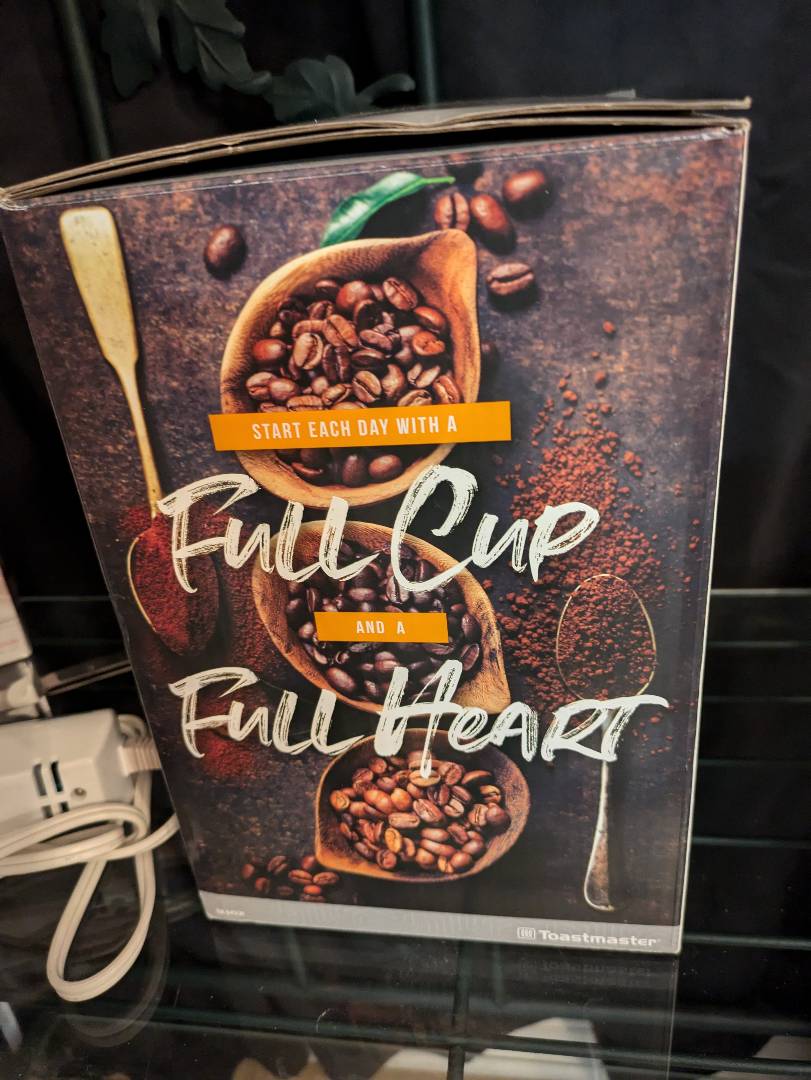 START EACH DAY WITH A
Full Cup
AND A
Full Heart
Toastmaster